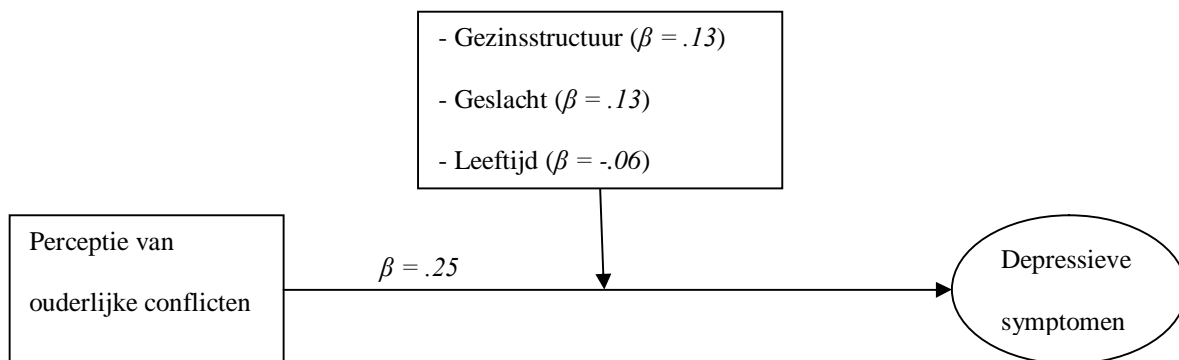 - Gezinsstructuur (β = .13)
- Geslacht (β = .13)
- Leeftijd (β = -.06)
Perceptie van
ouderlijke conflicten
β = .25
Depressieve
symptomen